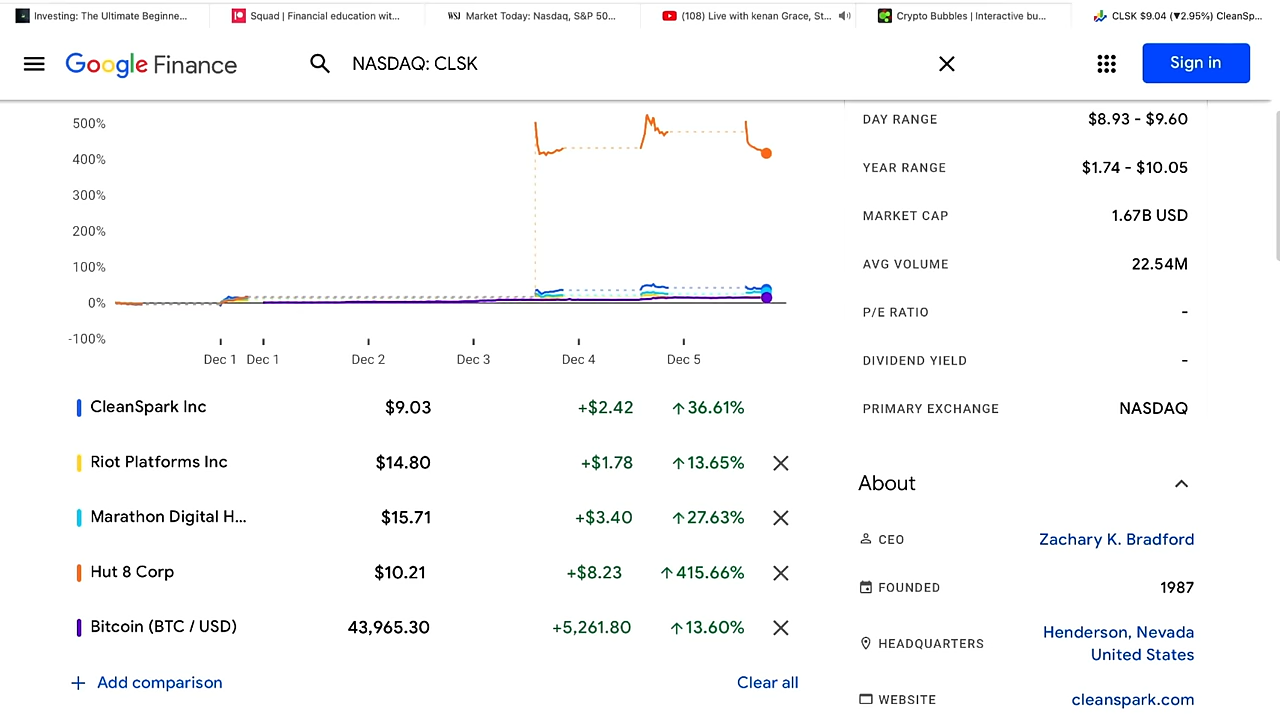 Investing: The Ultimate Beginne...
Squad | Financial education wit...
WSJ Market Today: Nasdaq, S&P 50...
(108) Live with kenan Grace, St...
Crypto Bubbles | Interactive bu...
CLSK $9.04 (▼2.95%) CleanSp...
Google Finance
NASDAQ: CLSK
Sign in
500%
400%
300%
200%
100%
0%
-100%
Dec 1 Dec 1 Dec 2 Dec 3 Dec 4 Dec 5
CleanSpark Inc $9.03 +$2.42 ↑ 36.61%
Riot Platforms Inc $14.80 +$1.78 ↑ 13.65%
Marathon Digital H... $15.71 +$3.40 ↑ 27.63%
Hut 8 Corp $10.21 +$8.23 ↑ 415.66%
Bitcoin (BTC / USD) 43,965.30 +5,261.80 ↑ 13.60%
+ Add comparison Clear all
DAY RANGE $8.93 - $9.60
YEAR RANGE $1.74 - $10.05
MARKET CAP 1.67B USD
AVG VOLUME 22.54M
P/E RATIO -
DIVIDEND YIELD -
PRIMARY EXCHANGE NASDAQ
About
CEO Zachary K. Bradford
FOUNDED 1987
HEADQUARTERS Henderson, Nevada
United States
WEBSITE cleanspark.com